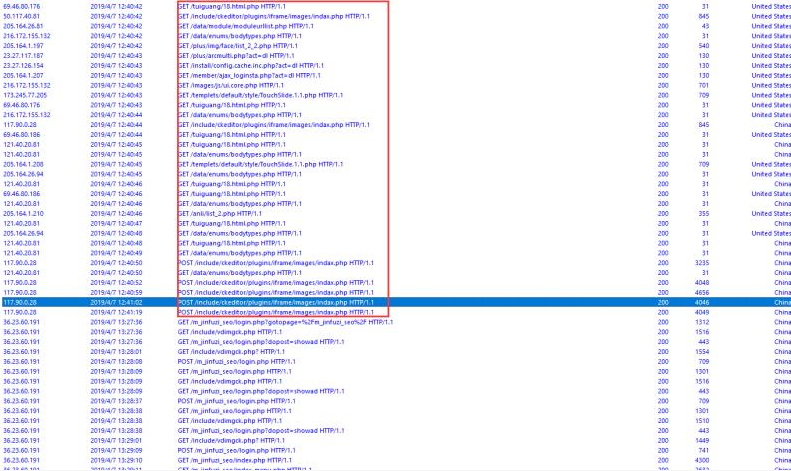 69.46.80.176 2019/4/7 12:40:42 GET /tuiguang/18.html.php HTTP/1.1 200 31 United States
50.117.40.81 2019/4/7 12:40:42 GET /include/ckeditor/plugins/iframe/images/indax.php HTTP/1.1 200 845 United States
205.164.26.81 2019/4/7 12:40:42 GET /data/module/moduleurllist.php HTTP/1.1 200 43 United States
216.172.155.132 2019/4/7 12:40:42 GET /data/enums/bodytypes.php HTTP/1.1 200 31 United States
205.164.1.197 2019/4/7 12:40:42 GET /plus/img/face/list_2_2.php HTTP/1.1 200 540 United States
23.27.117.187 2019/4/7 12:40:43 GET /plus/arcmulti.php?act=dl HTTP/1.1 200 130 United States
23.27.126.154 2019/4/7 12:40:43 GET /install/config.cache.inc.php?act=dl HTTP/1.1 200 130 United States
205.164.1.207 2019/4/7 12:40:43 GET /member/ajax_loginsta.php?act=dl HTTP/1.1 200 130 United States
216.172.155.132 2019/4/7 12:40:43 GET /images/js/ui.core.php HTTP/1.1 200 701 United States
173.245.77.205 2019/4/7 12:40:43 GET /templets/default/style/TouchSlide.1.1.php HTTP/1.1 200 709 United States
69.46.80.176 2019/4/7 12:40:43 GET /tuiguang/18.html.php HTTP/1.1 200 31 United States
216.172.155.132 2019/4/7 12:40:43 GET /data/enums/bodytypes.php HTTP/1.1 200 31 United States
117.90.0.28 2019/4/7 12:40:44 GET /include/ckeditor/plugins/iframe/images/indax.php HTTP/1.1 200 845 China
69.46.80.186 2019/4/7 12:40:44 GET /tuiguang/18.html.php HTTP/1.1 200 31 United States
121.40.20.81 2019/4/7 12:40:45 GET /tuiguang/18.html.php HTTP/1.1 200 31 China
121.40.20.81 2019/4/7 12:40:45 GET /data/enums/bodytypes.php HTTP/1.1 200 31 China
205.164.1.208 2019/4/7 12:40:45 GET /templets/default/style/TouchSlide.1.1.php HTTP/1.1 200 709 United States
205.164.26.94 2019/4/7 12:40:45 GET /data/enums/bodytypes.php HTTP/1.1 200 31 United States
121.40.20.81 2019/4/7 12:40:46 GET /tuiguang/18.html.php HTTP/1.1 200 31 China
69.46.80.186 2019/4/7 12:40:46 GET /tuiguang/18.html.php HTTP/1.1 200 31 United States
121.40.20.81 2019/4/7 12:40:46 GET /data/enums/bodytypes.php HTTP/1.1 200 31 China
205.164.1.210 2019/4/7 12:40:46 GET /anli/list_2.php HTTP/1.1 200 355 United States
121.40.20.81 2019/4/7 12:40:47 GET /tuiguang/18.html.php HTTP/1.1 200 31 China
205.164.26.94 2019/4/7 12:40:48 GET /data/enums/bodytypes.php HTTP/1.1 200 31 United States
121.40.20.81 2019/4/7 12:40:48 GET /tuiguang/18.html.php HTTP/1.1 200 31 China
121.40.20.81 2019/4/7 12:40:49 GET /data/enums/bodytypes.php HTTP/1.1 200 31 China
117.90.0.28 2019/4/7 12:40:50 POST /include/ckeditor/plugins/iframe/images/indax.php HTTP/1.1 200 3235 China
121.40.20.81 2019/4/7 12:40:50 GET /data/enums/bodytypes.php HTTP/1.1 200 31 China
117.90.0.28 2019/4/7 12:40:52 POST /include/ckeditor/plugins/iframe/images/indax.php HTTP/1.1 200 4048 China
117.90.0.28 2019/4/7 12:40:59 POST /include/ckeditor/plugins/iframe/images/indax.php HTTP/1.1 200 4656 China
117.90.0.28 2019/4/7 12:41:02 POST /include/ckeditor/plugins/iframe/images/indax.php HTTP/1.1 200 4046 China
117.90.0.28 2019/4/7 12:41:19 POST /include/ckeditor/plugins/iframe/images/indax.php HTTP/1.1 200 4049 China
36.23.60.191 2019/4/7 13:27:36 GET /m_jinfuzi_seo/login.php?gotopage=%2Fm_jinfuzi_seo%2F HTTP/1.1 200 1312 China
36.23.60.191 2019/4/7 13:27:36 GET /include/vdimgck.php HTTP/1.1 200 1516 China
36.23.60.191 2019/4/7 13:27:36 GET /m_jinfuzi_seo/login.php?dopost=showad HTTP/1.1 200 443 China
36.23.60.191 2019/4/7 13:28:01 GET /include/vdimgck.php? HTTP/1.1 200 1554 China
36.23.60.191 2019/4/7 13:28:08 POST /m_jinfuzi_seo/login.php HTTP/1.1 200 709 China
36.23.60.191 2019/4/7 13:28:09 GET /m_jinfuzi_seo/login.php HTTP/1.1 200 1301 China
36.23.60.191 2019/4/7 13:28:09 GET /include/vdimgck.php HTTP/1.1 200 1516 China
36.23.60.191 2019/4/7 13:28:09 GET /m_jinfuzi_seo/login.php?dopost=showad HTTP/1.1 200 443 China
36.23.60.191 2019/4/7 13:28:37 POST /m_jinfuzi_seo/login.php HTTP/1.1 200 709 China
36.23.60.191 2019/4/7 13:28:38 GET /m_jinfuzi_seo/login.php HTTP/1.1 200 1301 China
36.23.60.191 2019/4/7 13:28:38 GET /include/vdimgck.php HTTP/1.1 200 1510 China
36.23.60.191 2019/4/7 13:28:38 GET /m_jinfuzi_seo/login.php?dopost=showad HTTP/1.1 200 443 China
36.23.60.191 2019/4/7 13:29:01 GET /include/vdimgck.php? HTTP/1.1 200 1449 China
36.23.60.191 2019/4/7 13:29:09 POST /m_jinfuzi_seo/login.php HTTP/1.1 200 741 China
36.23.60.191 2019/4/7 13:29:10 GET /m_jinfuzi_seo/index.php HTTP/1.1 200 4300 China